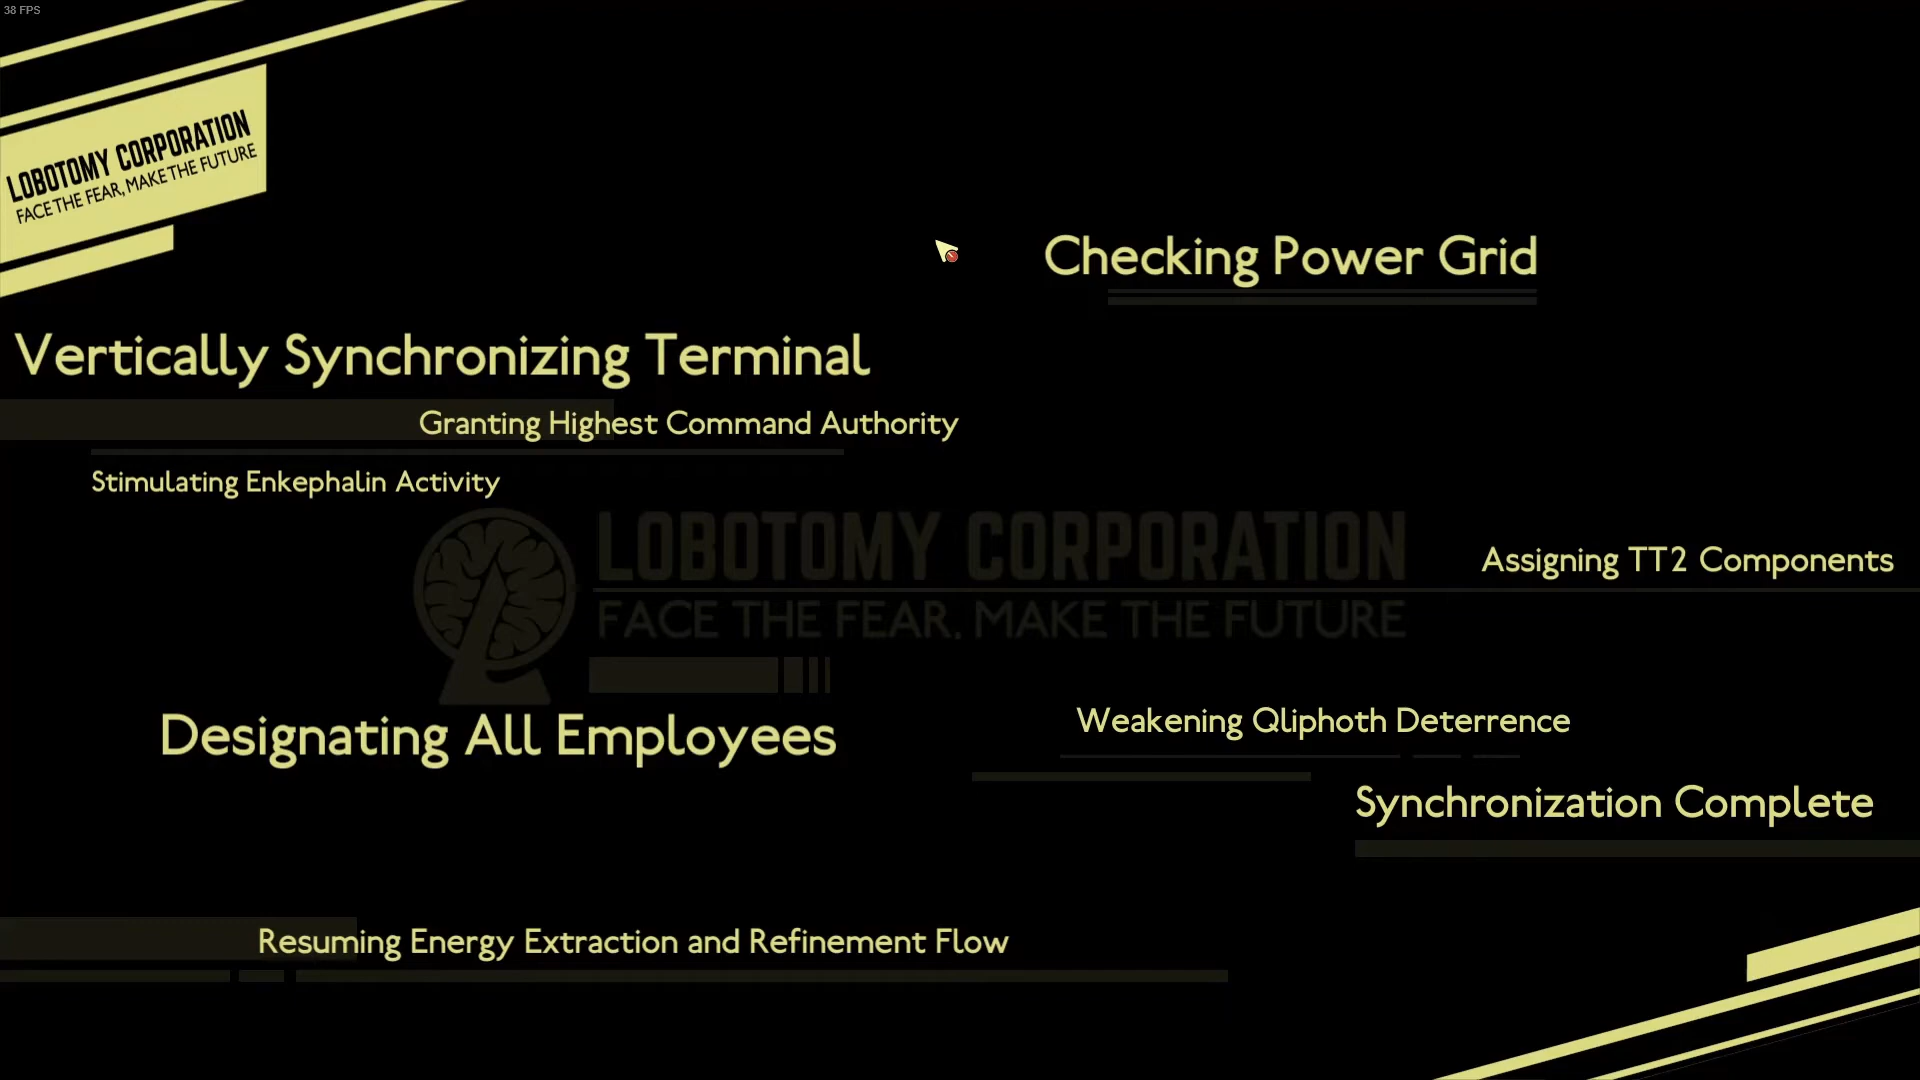 38 FPS
LOBOTOMY CORPORATION
FACE THE FEAR, MAKE THE FUTURE
Checking Power Grid
Vertically Synchronizing Terminal
Granting Highest Command Authority
Stimulating Enkephalin Activity
LOBOTOMY CORPORATION
FACE THE FEAR, MAKE THE FUTURE
Assigning TT2 Components
Designating All Employees
Weakening Qliphoth Deterrence
Synchronization Complete
Resuming Energy Extraction and Refinement Flow